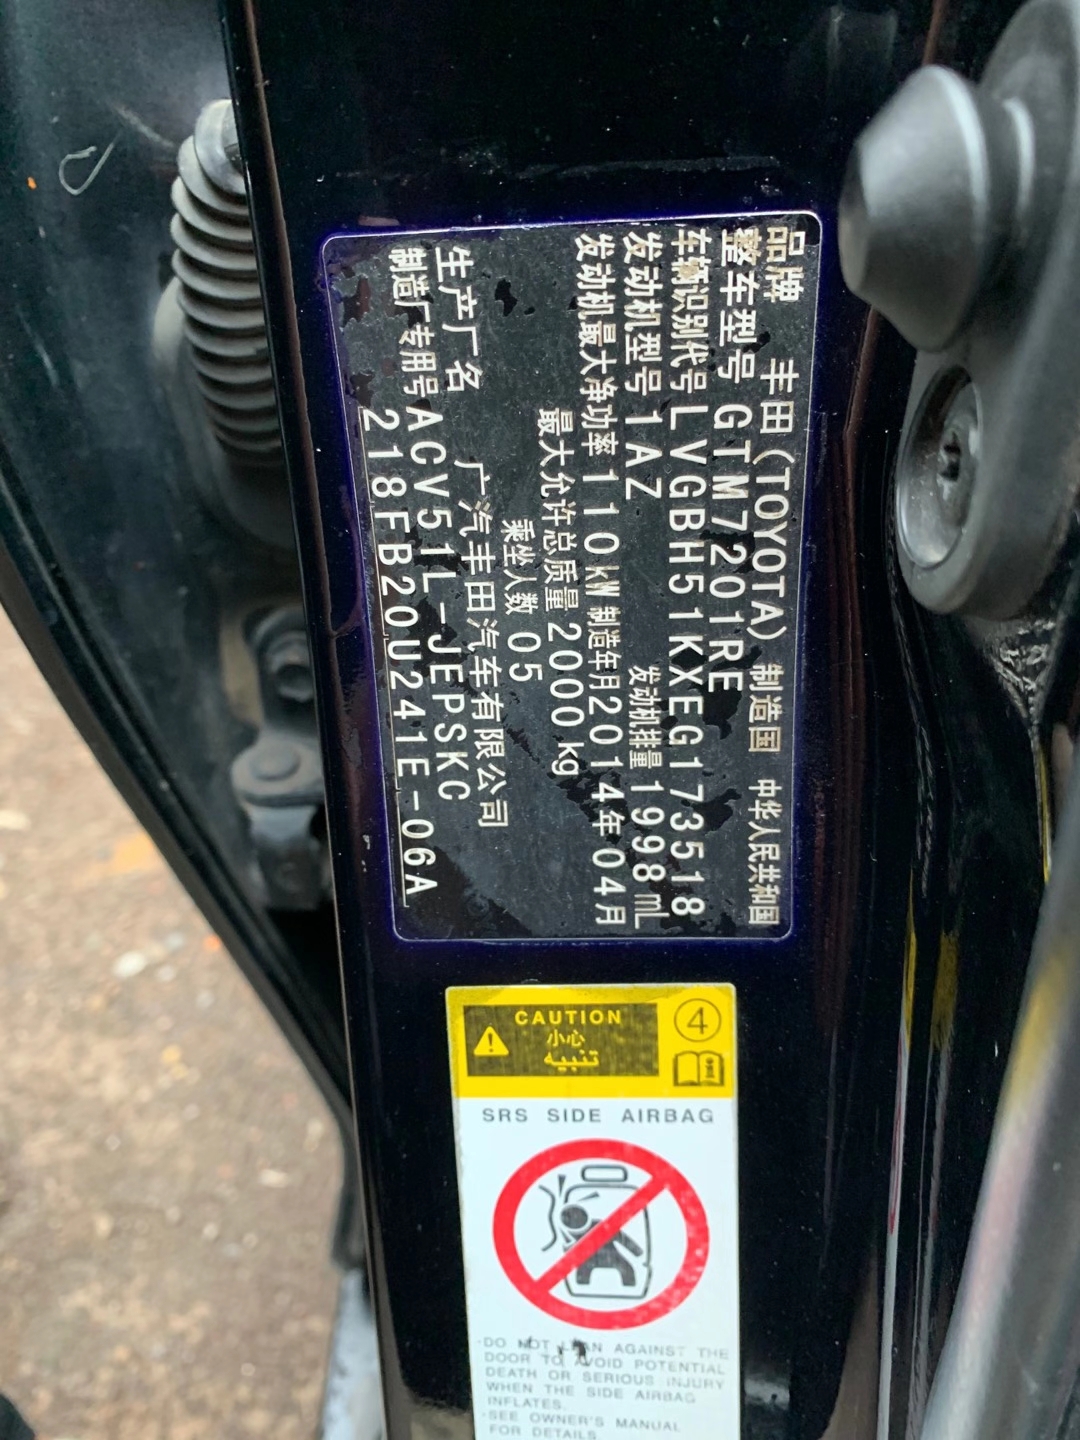 品牌 丰田(TOYOTA) 制造国 中华人民共和国
整车型号 GTM7201RE
车辆识别代号 LVGBH51KXEG173518
发动机型号 1AZ 发动机排量 1998mL
发动机最大净功率 110kW 制造年月 2014年04月
最大允许总质量 2000kg
乘坐人数 05
生产厂名 广汽丰田汽车有限公司
制造厂专用号 ACV51L-JEPSKC
218FB20U241E-06A
CAUTION
小心
تنبيه
4
SRS SIDE AIRBAG
·DO NOT LEAN AGAINST THE
DOOR TO AVOID POTENTIAL
DEATH OR SERIOUS INJURY
WHEN THE SIDE AIRBAG
INFLATES.
·SEE OWNER'S MANUAL
FOR DETAILS